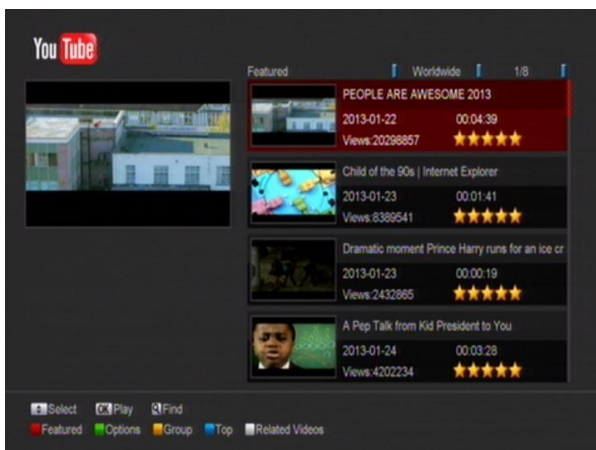 You Tube
Featured Worldwide 1/8
PEOPLE ARE AWESOME 2013
2013-01-22 00:04:39
Views:20298857
Child of the 90s | Internet Explorer
2013-01-23 00:01:41
Views:8389541
Dramatic moment Prince Harry runs for an ice cr
2013-01-23 00:00:19
Views:2432865
A Pep Talk from Kid President to You
2013-01-24 00:03:28
Views:4202234
Select OK Play Find
Featured Options Group Top Related Videos